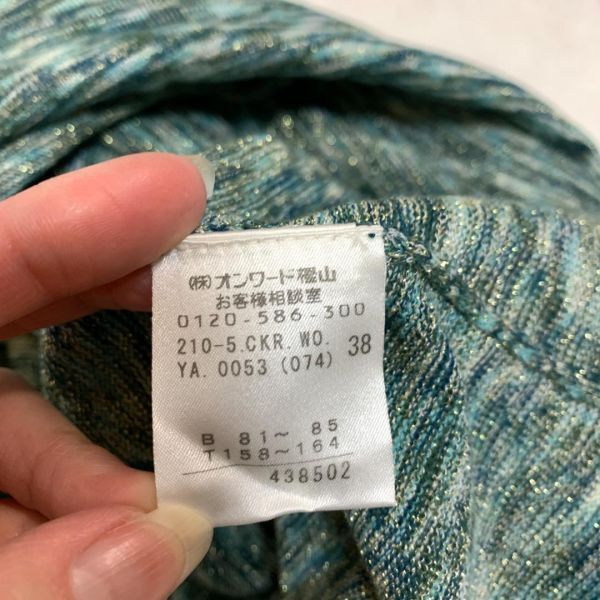 ㈱オンワード樫山
お客様相談室
0120-586-300
210-5.CKR.WO. 38
YA.0053 (074)
B 81〜 85
T 158〜164
438502